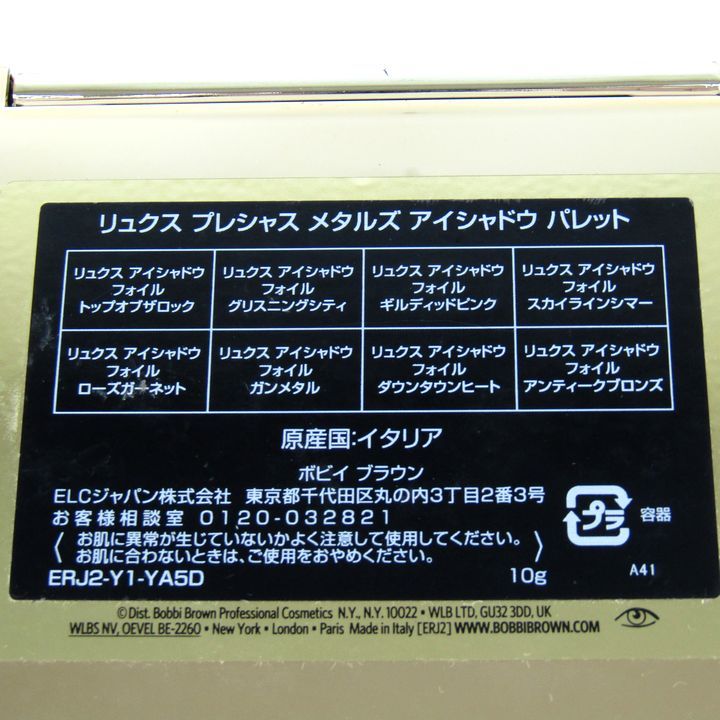 リュクス プレシャス メタルズ アイシャドウ パレット
リュクス アイシャドウ
フォイル
トップオブザロック
リュクス アイシャドウ
フォイル
グリスニングシティ
リュクス アイシャドウ
フォイル
ギルディッドピンク
リュクス アイシャドウ
フォイル
スカイラインシマー
リュクス アイシャドウ
フォイル
ローズガーネット
リュクス アイシャドウ
フォイル
ガンメタル
リュクス アイシャドウ
フォイル
ダウンタウンヒート
リュクス アイシャドウ
フォイル
アンティークブロンズ
原産国:イタリア
ボビイ ブラウン
ELCジャパン株式会社 東京都千代田区丸の内3丁目2番3号
お客様相談室 0120-032821
お肌に異常が生じていないかよく注意して使用してください。
お肌に合わないときは、ご使用をおやめください。
ERJ2-Y1-YA5D 10g
プラ 容器
A41
©Dist. Bobbi Brown Professional Cosmetics N.Y., N.Y. 10022 • WLB LTD, GU32 3DD, UK
WLBS NV, OEVEL BE-2260 • New York • London • Paris Made in Italy [ERJ2] WWW.BOBBIBROWN.COM